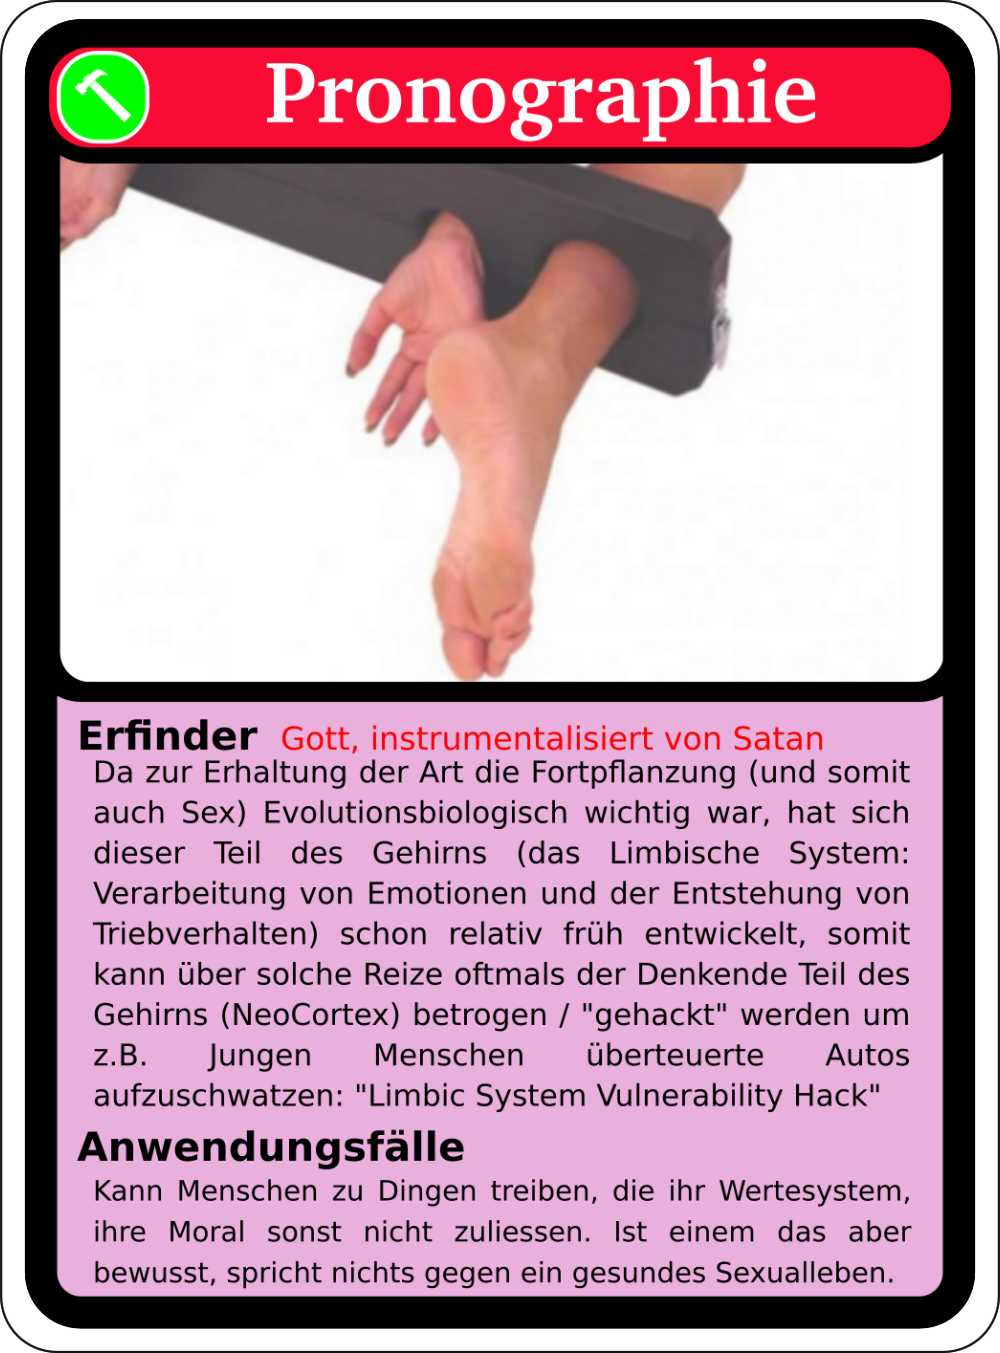 Pronographie
Erfinder Gott, instrumentalisiert von Satan
Da zur Erhaltung der Art die Fortpflanzung (und somit
auch Sex) Evolutionsbiologisch wichtig war, hat sich
dieser Teil des Gehirns (das Limbische System:
Verarbeitung von Emotionen und der Entstehung von
Triebverhalten) schon relativ früh entwickelt, somit
kann über solche Reize oftmals der Denkende Teil des
Gehirns (NeoCortex) betrogen / "gehackt" werden um
z.B. Jungen Menschen überteuerte Autos
aufzuschwatzen: "Limbic System Vulnerability Hack"
Anwendungsfälle
Kann Menschen zu Dingen treiben, die ihr Wertesystem,
ihre Moral sonst nicht zuliessen. Ist einem das aber
bewusst, spricht nichts gegen ein gesundes Sexualleben.